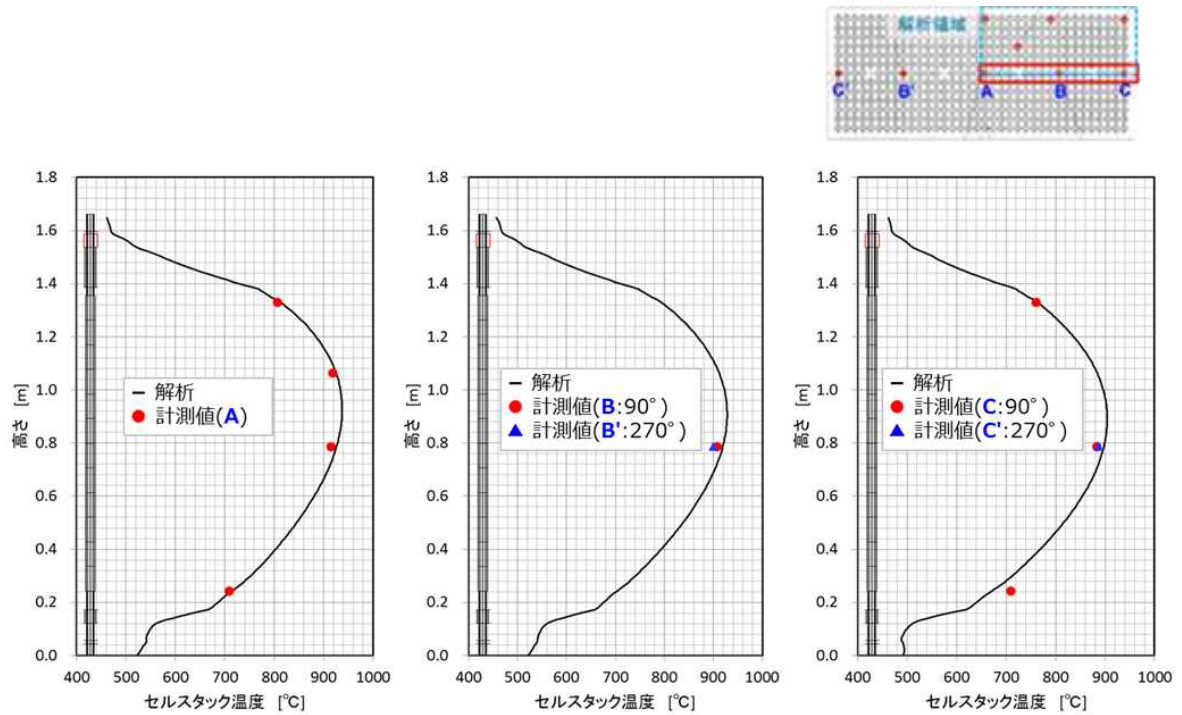 解析領域
C' B' A B C
1.8 1.8 1.8
1.6 1.6 1.6
1.4 1.4 1.4
1.2 1.2 1.2
1.0 1.0 1.0
0.8 0.8 0.8
0.6 0.6 0.6
0.4 0.4 0.4
0.2 0.2 0.2
0.0 0.0 0.0
高さ [m]
解析
計測値(A)
400 500 600 700 800 900 1000
セルスタック温度 [℃]
高さ [m]
解析
計測値(B:90°)
計測値(B':270°)
400 500 600 700 800 900 1000
セルスタック温度 [℃]
高さ [m]
解析
計測値(C:90°)
計測値(C':270°)
400 500 600 700 800 900 1000
セルスタック温度 [℃]